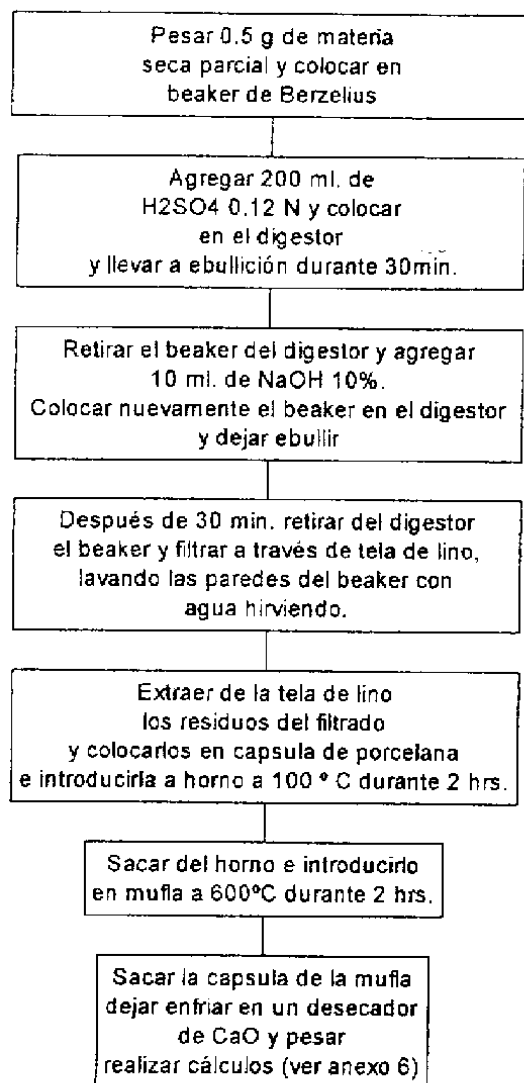 Pesar 0.5 g de materia
seca parcial y colocar en
beaker de Berzelius
Agregar 200 ml. de
H2SO4 0.12 N y colocar
en el digestor
y llevar a ebullición durante 30min.
Retirar el beaker del digestor y agregar
10 ml. de NaOH 10%.
Colocar nuevamente el beaker en el digestor
y dejar ebullir
Después de 30 min. retirar del digestor
el beaker y filtrar a través de tela de lino,
lavando las paredes del beaker con
agua hirviendo.
Extraer de la tela de lino
los residuos del filtrado
y colocarlos en capsula de porcelana
e introducirla a horno a 100 º C durante 2 hrs.
Sacar del horno e introducirlo
en mufla a 600ºC durante 2 hrs.
Sacar la capsula de la mufla
dejar enfriar en un desecador
de CaO y pesar
realizar cálculos (ver anexo 6)